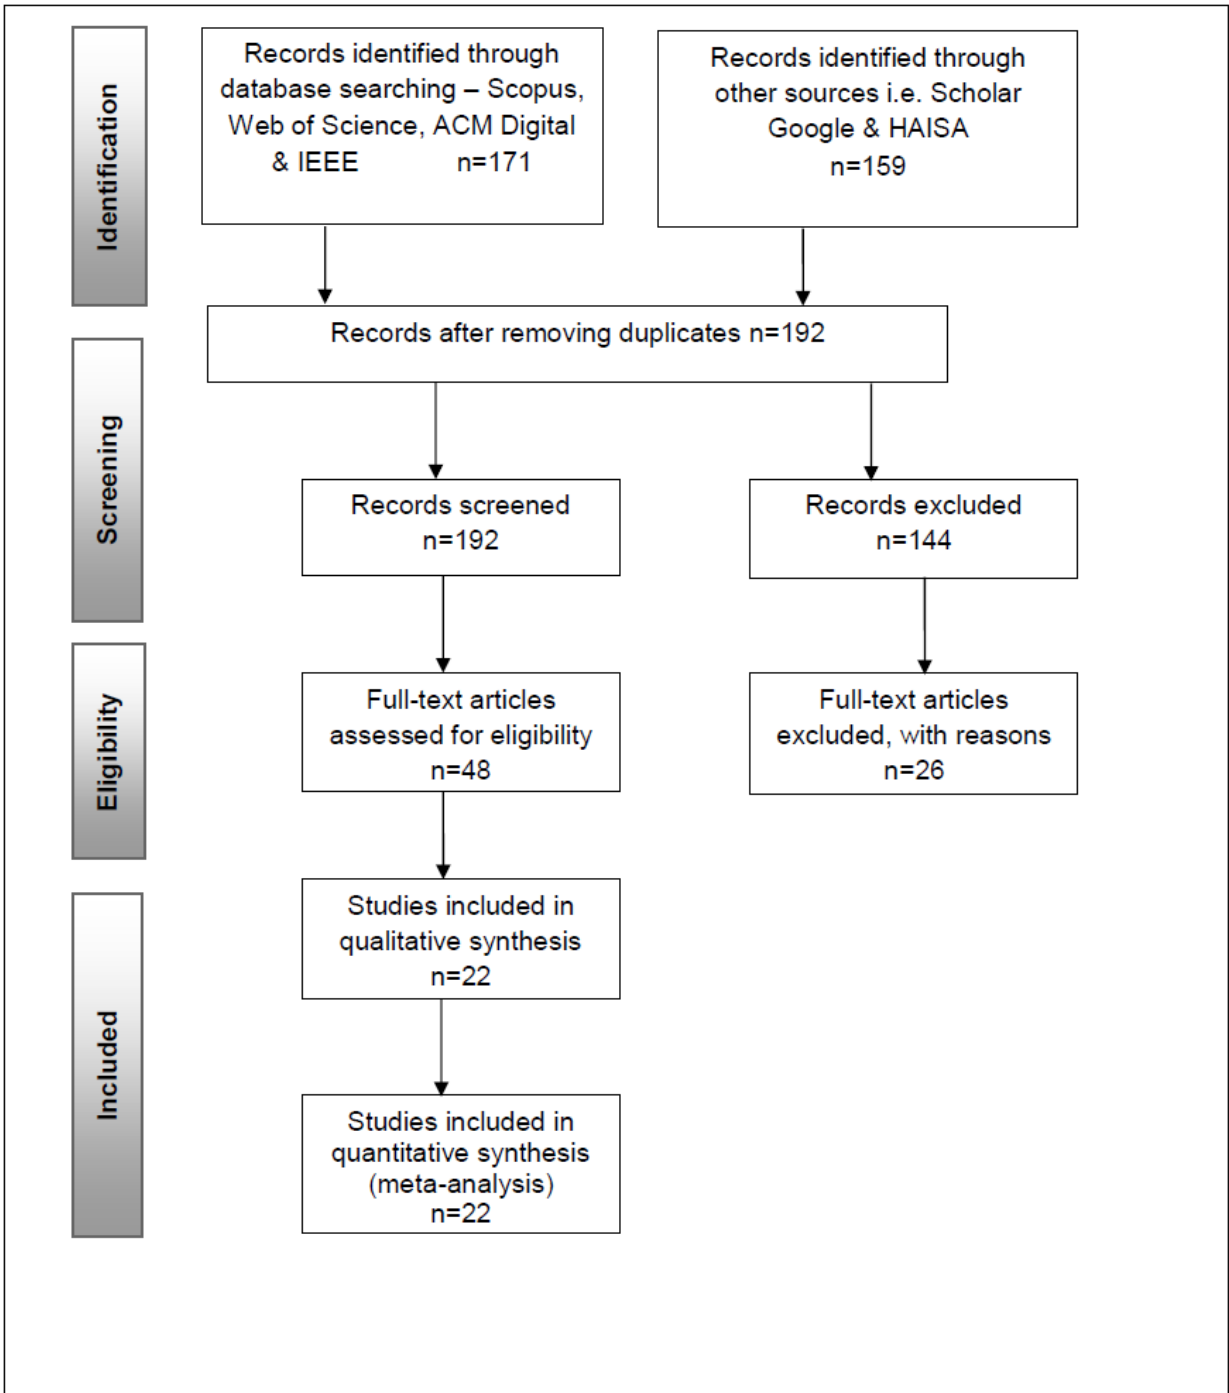 Identification
Records identified through
database searching – Scopus,
Web of Science, ACM Digital
& IEEE n=171
Records identified through
other sources i.e. Scholar
Google & HAISA
n=159
Screening
Records after removing duplicates n=192
Records screened
n=192
Records excluded
n=144
Eligibility
Full-text articles
assessed for eligibility
n=48
Full-text articles
excluded, with reasons
n=26
Included
Studies included in
qualitative synthesis
n=22
Studies included in
quantitative synthesis
(meta-analysis)
n=22